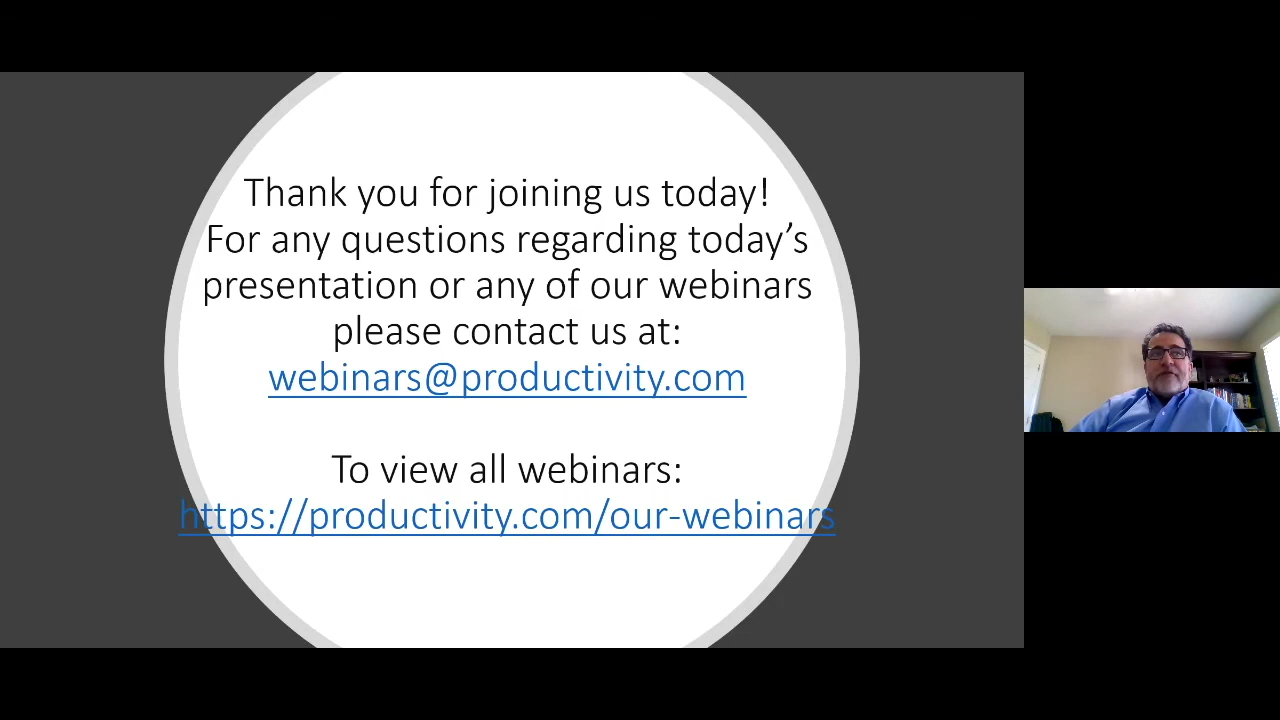 Thank you for joining us today!
For any questions regarding today’s
presentation or any of our webinars
please contact us at:
webinars@productivity.com
To view all webinars:
https://productivity.com/our-webinars